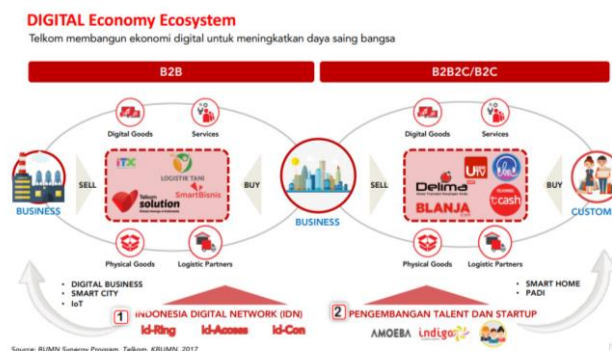 DIGITAL Economy Ecosystem
Telkom membangun ekonomi digital untuk meningkatkan daya saing bangsa
B2B
B2B2C/B2C
Digital Goods
Services
Digital Goods
Services
iTX
LOGISTIK TANI
SmartBisnis
Telkom
solution
SELL
BUY
BUSINESS
BUSINESS
UTV
Delima
BLANJA
t cash
SELL
BUY
CUSTOM
Physical Goods
Logistic Partners
Physical Goods
Logistic Partners
• DIGITAL BUSINESS
• SMART CITY
• IoT
• SMART HOME
• PADI
1 INDONESIA DIGITAL NETWORK (IDN)
Id-Ring Id-Access Id-Con
2 PENGEMBANGAN TALENT DAN STARTUP
AMOEBA indigo
Source: BUMN Synergy Program, Telkom, KBUMN, 2017